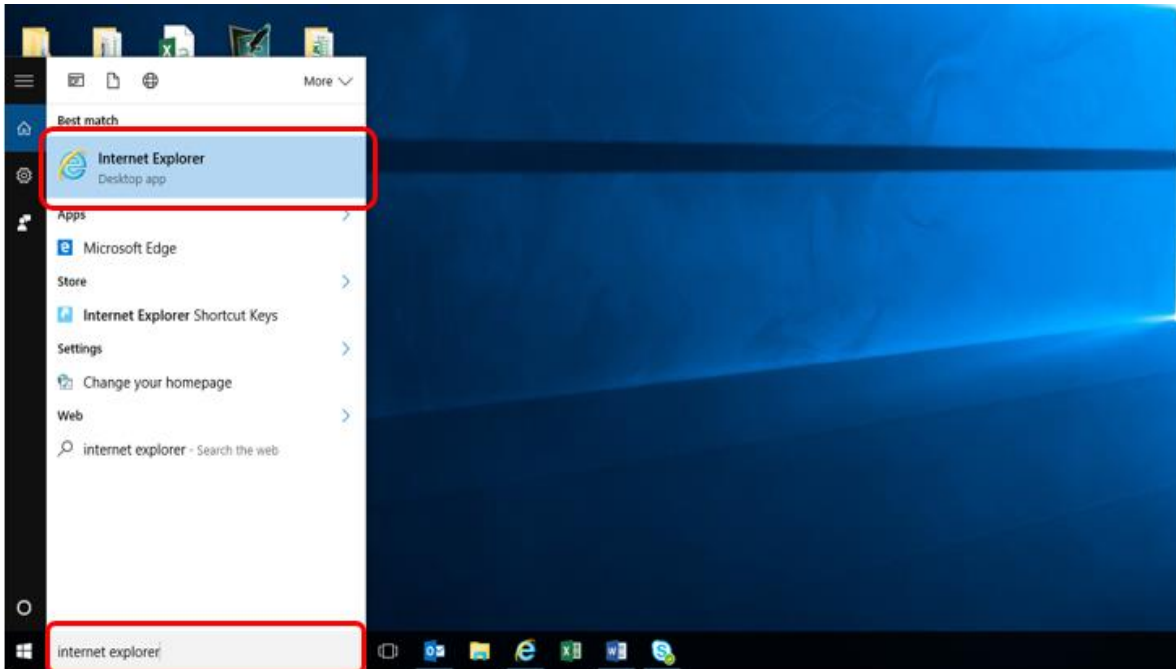 More
Best match
Internet Explorer
Desktop app
Apps
Microsoft Edge
Store
Internet Explorer Shortcut Keys
Settings
Change your homepage
Web
internet explorer - Search the web
internet explorer